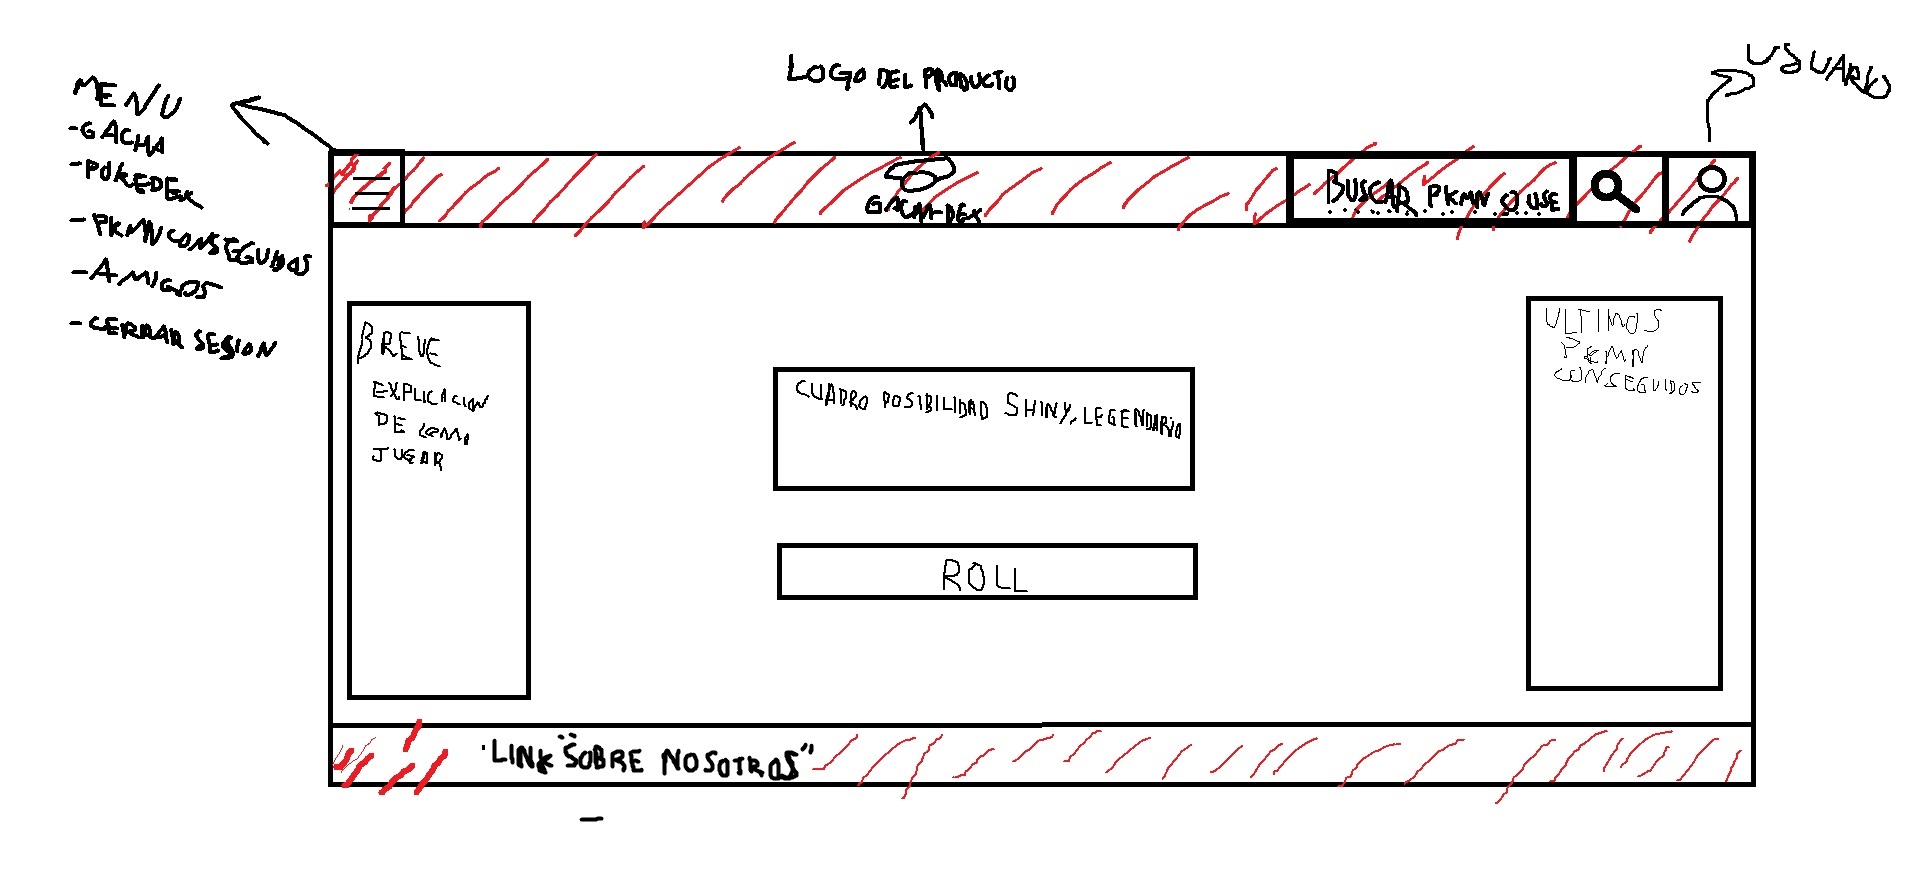 LOGO DEL PRODUCTO
USUARIO
MENU
-GACHA
-POKEDEX
-PKMN CONSEGUIDOS
-AMIGOS
-CERRAR SESION
GACHA-DEX
BUSCAR PKMN O USE
BREVE
EXPLICACION
DE COMO
JUGAR
CUADRO POSIBILIDAD SHINY, LEGENDARIO
ROLL
ULTIMOS
PKMN
CONSEGUIDOS
"LINK "SOBRE NOSOTROS"